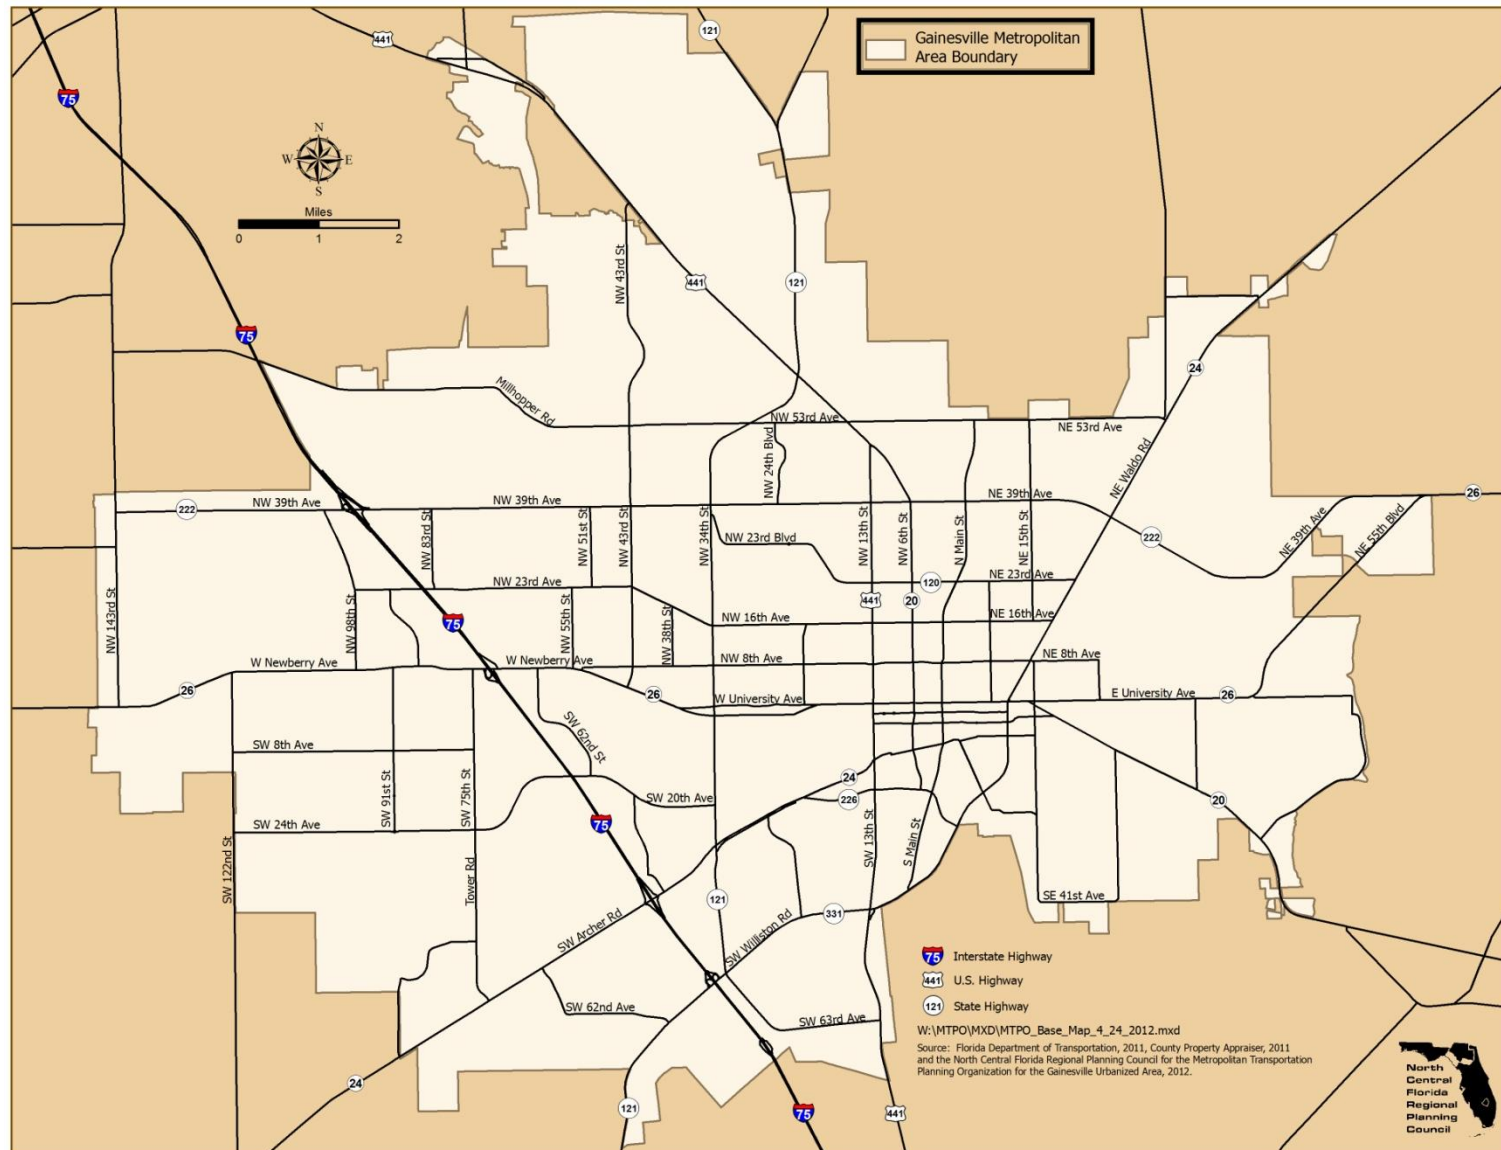 441
121
Gainesville Metropolitan
Area Boundary
75
N
W
E
S
Miles
0
1
2
NW 43rd St
441
121
75
24
Millhopper Rd
NW 53rd Ave
NE 53rd Ave
NW 24th Blvd
NE Waldo Rd
222
NW 39th Ave
NW 39th Ave
NE 39th Ave
26
NE 39th Ave
NE 55th Blvd
222
NW 83rd St
NW 51st St
NW 43rd St
NW 34th St
NW 23rd Blvd
NW 13th St
NW 6th St
N Main St
NE 15th St
NW 23rd Ave
120
NE 23rd Ave
441
20
NW 143rd St
NW 98th St
75
NW 55th St
NW 38th St
NW 16th Ave
NE 16th Ave
W Newberry Ave
W Newberry Ave
NW 8th Ave
NE 8th Ave
26
26
W University Ave
E University Ave
26
SW 62nd St
SW 8th Ave
24
SW 91st St
SW 75th St
SW 20th Ave
226
20
SW 24th Ave
75
SW 13th St
S Main St
SW 122nd St
Tower Rd
121
SE 41st Ave
331
SW Archer Rd
SW Williston Rd
75
Interstate Highway
441
U.S. Highway
121
State Highway
SW 62nd Ave
SW 63rd Ave
W:\MTPO\MXD\MTPO_Base_Map_4_24_2012.mxd
Source: Florida Department of Transportation, 2011, County Property Appraiser, 2011
and the North Central Florida Regional Planning Council for the Metropolitan Transportation
Planning Organization for the Gainesville Urbanized Area, 2012.
24
121
75
441
North
Central
Florida
Regional
Planning
Council